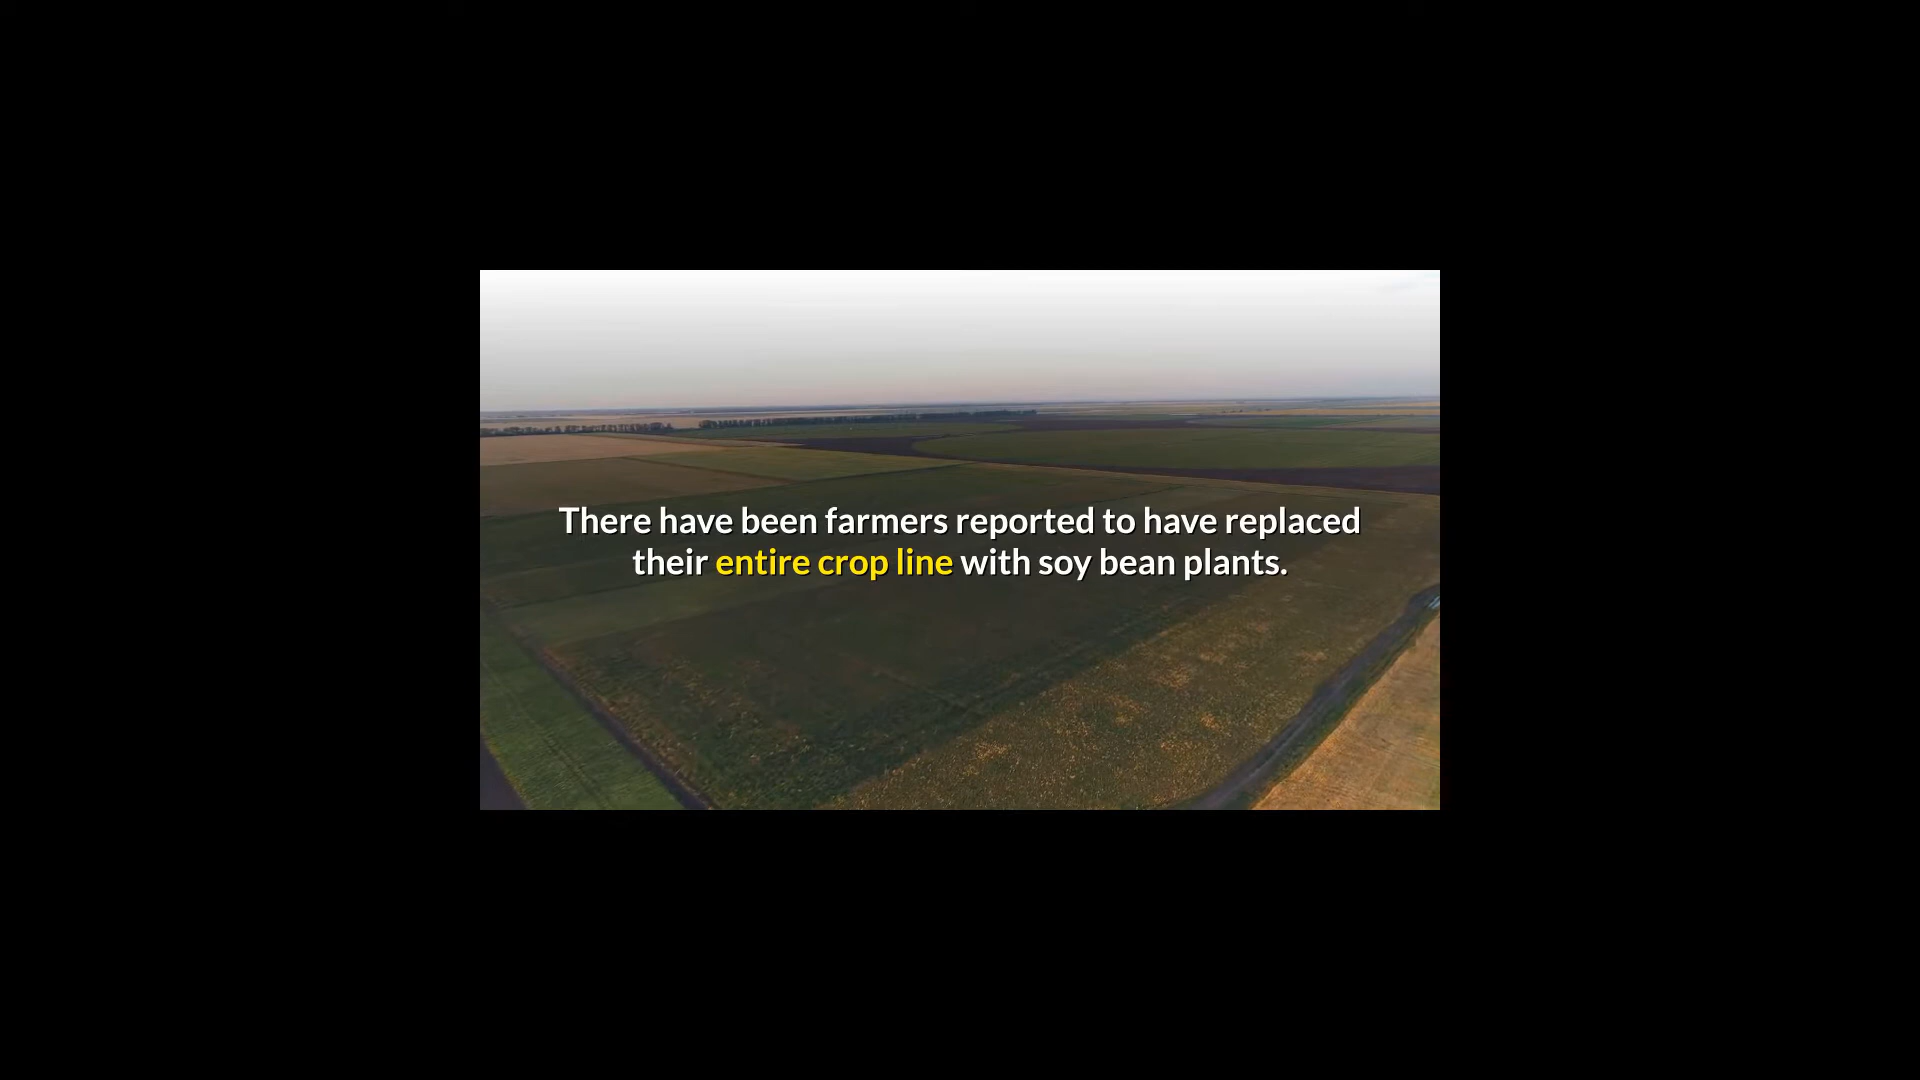 There have been farmers reported to have replaced
their entire crop line with soy bean plants.